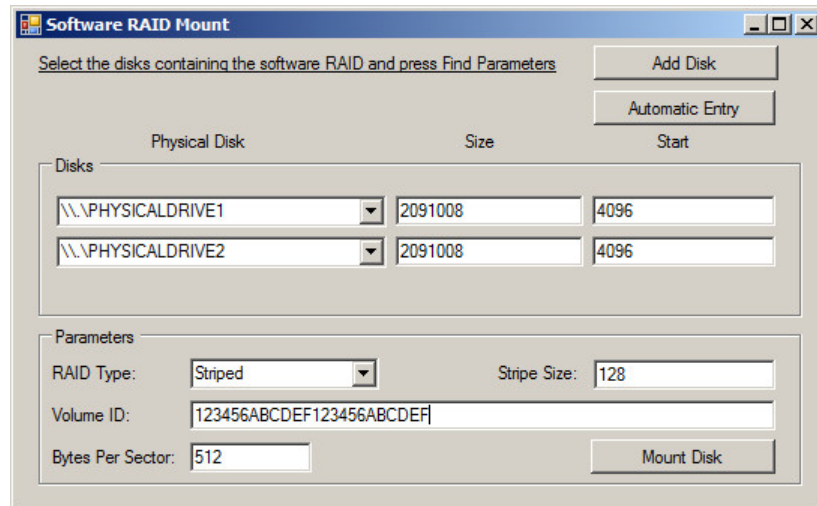 Software RAID Mount
Select the disks containing the software RAID and press Find Parameters
Add Disk
Automatic Entry
Physical Disk Size Start
Disks
\\.\PHYSICALDRIVE1 2091008 4096
\\.\PHYSICALDRIVE2 2091008 4096
Parameters
RAID Type: Striped Stripe Size: 128
Volume ID: 123456ABCDEF123456ABCDEF
Bytes Per Sector: 512 Mount Disk